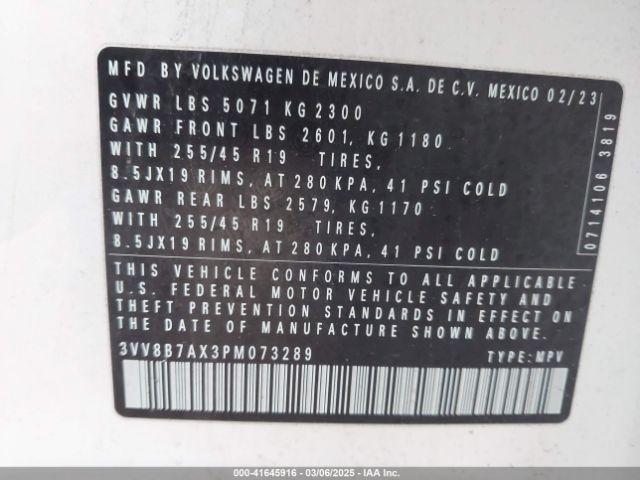 MFD BY VOLKSWAGEN DE MEXICO S.A. DE C.V. MEXICO 02/23
GVWR LBS 5071 KG 2300
GAWR FRONT LBS 2601, KG 1180
WITH 255/45 R19 TIRES,
8.5JX19 RIMS, AT 280 KPA, 41 PSI COLD
GAWR REAR LBS 2579, KG 1170
WITH 255/45 R19 TIRES,
8.5JX19 RIMS, AT 280 KPA, 41 PSI COLD
THIS VEHICLE CONFORMS TO ALL APPLICABLE
U.S. FEDERAL MOTOR VEHICLE SAFETY AND
THEFT PREVENTION STANDARDS IN EFFECT ON
THE DATE OF MANUFACTURE SHOWN ABOVE.
3VV8B7AX3PM073289 TYPE: MPV
0714106 3819
000-41645916 - 03/06/2025 - IAAI.COM